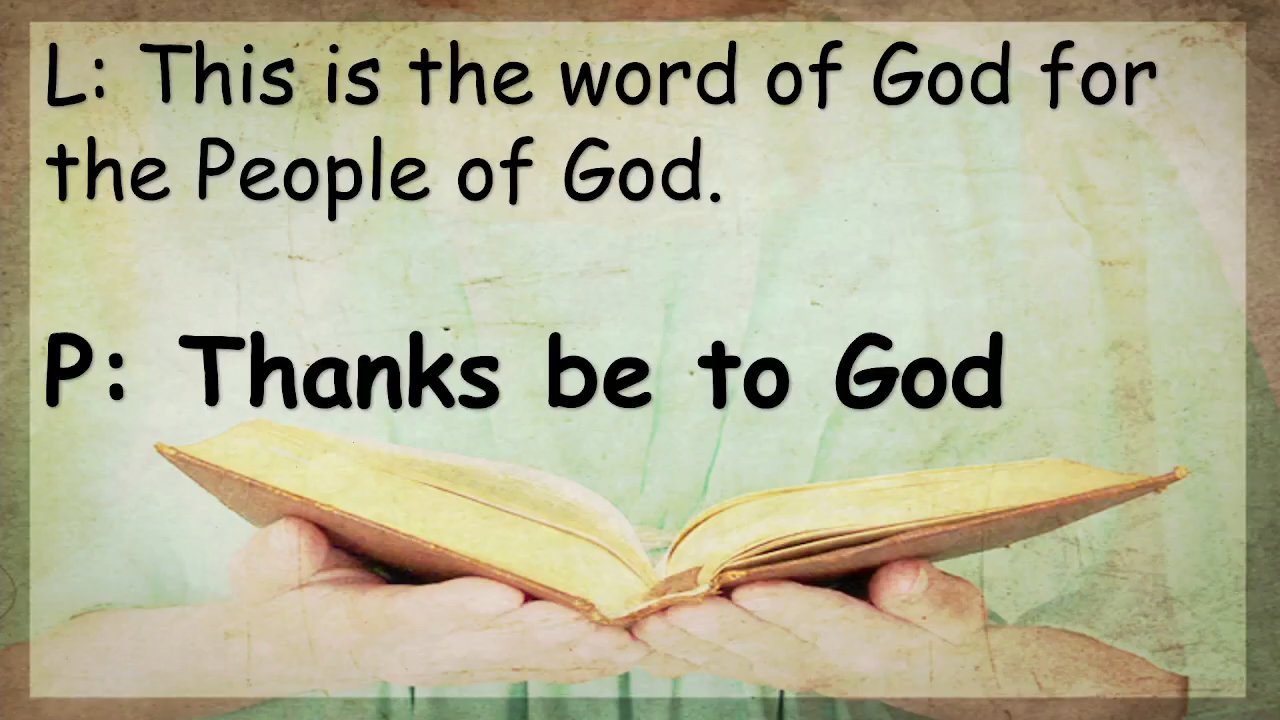 L: This is the word of God for
the People of God.
P: Thanks be to God